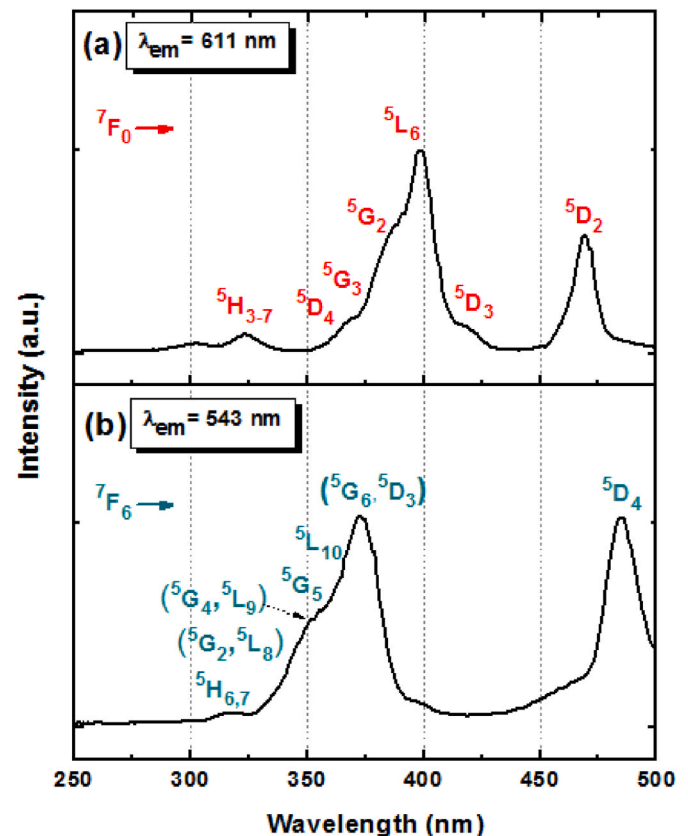 (a) λem = 611 nm
⁷F₀
⁵L₆
⁵G₂
⁵D₂
⁵G₃
⁵H₃₋₇
⁵D₄
⁵D₃
(b) λem = 543 nm
⁷F₆
(⁵G₆,⁵D₃)
⁵D₄
⁵L₁₀
⁵G₅
(⁵G₄,⁵L₉)
(⁵G₂,⁵L₈)
⁵H₆,₇
Intensity (a.u.)
250 300 350 400 450 500
Wavelength (nm)